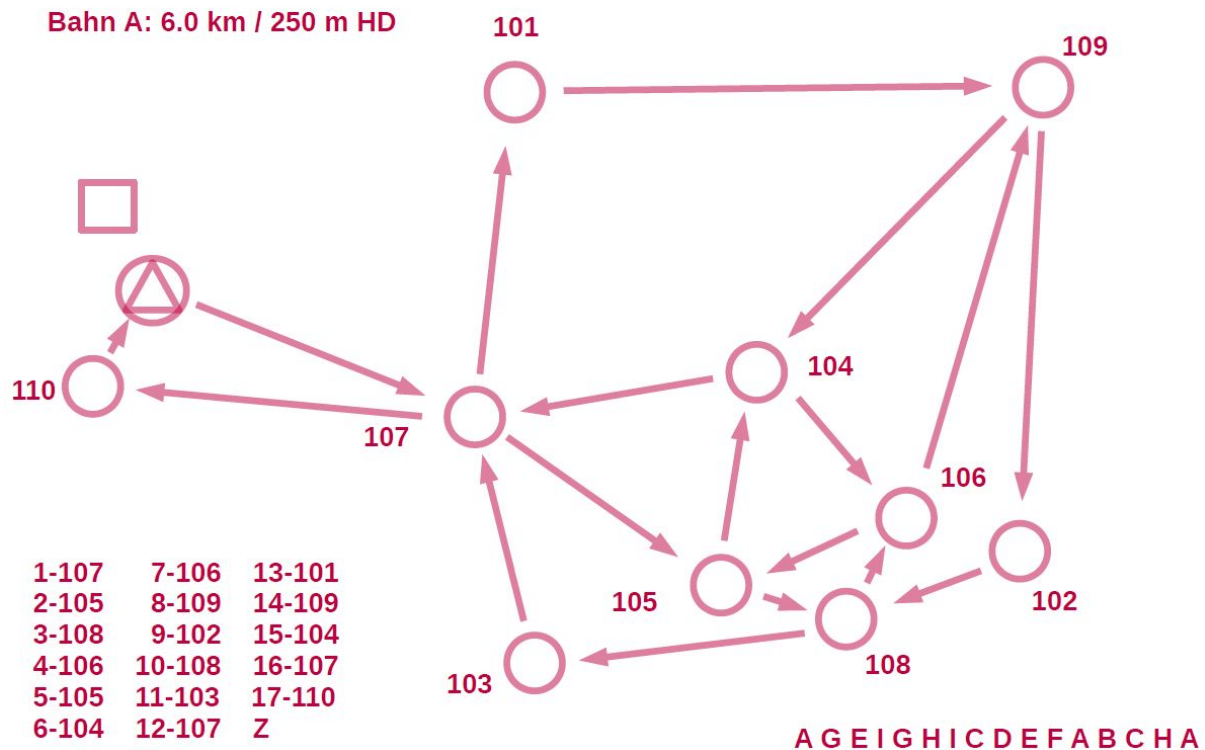 Bahn A: 6.0 km / 250 m HD
101
109
110
107
104
106
105
102
103
108
1-107 7-106 13-101
2-105 8-109 14-109
3-108 9-102 15-104
4-106 10-108 16-107
5-105 11-103 17-110
6-104 12-107 Z
A G E I G H I C D E F A B C H A